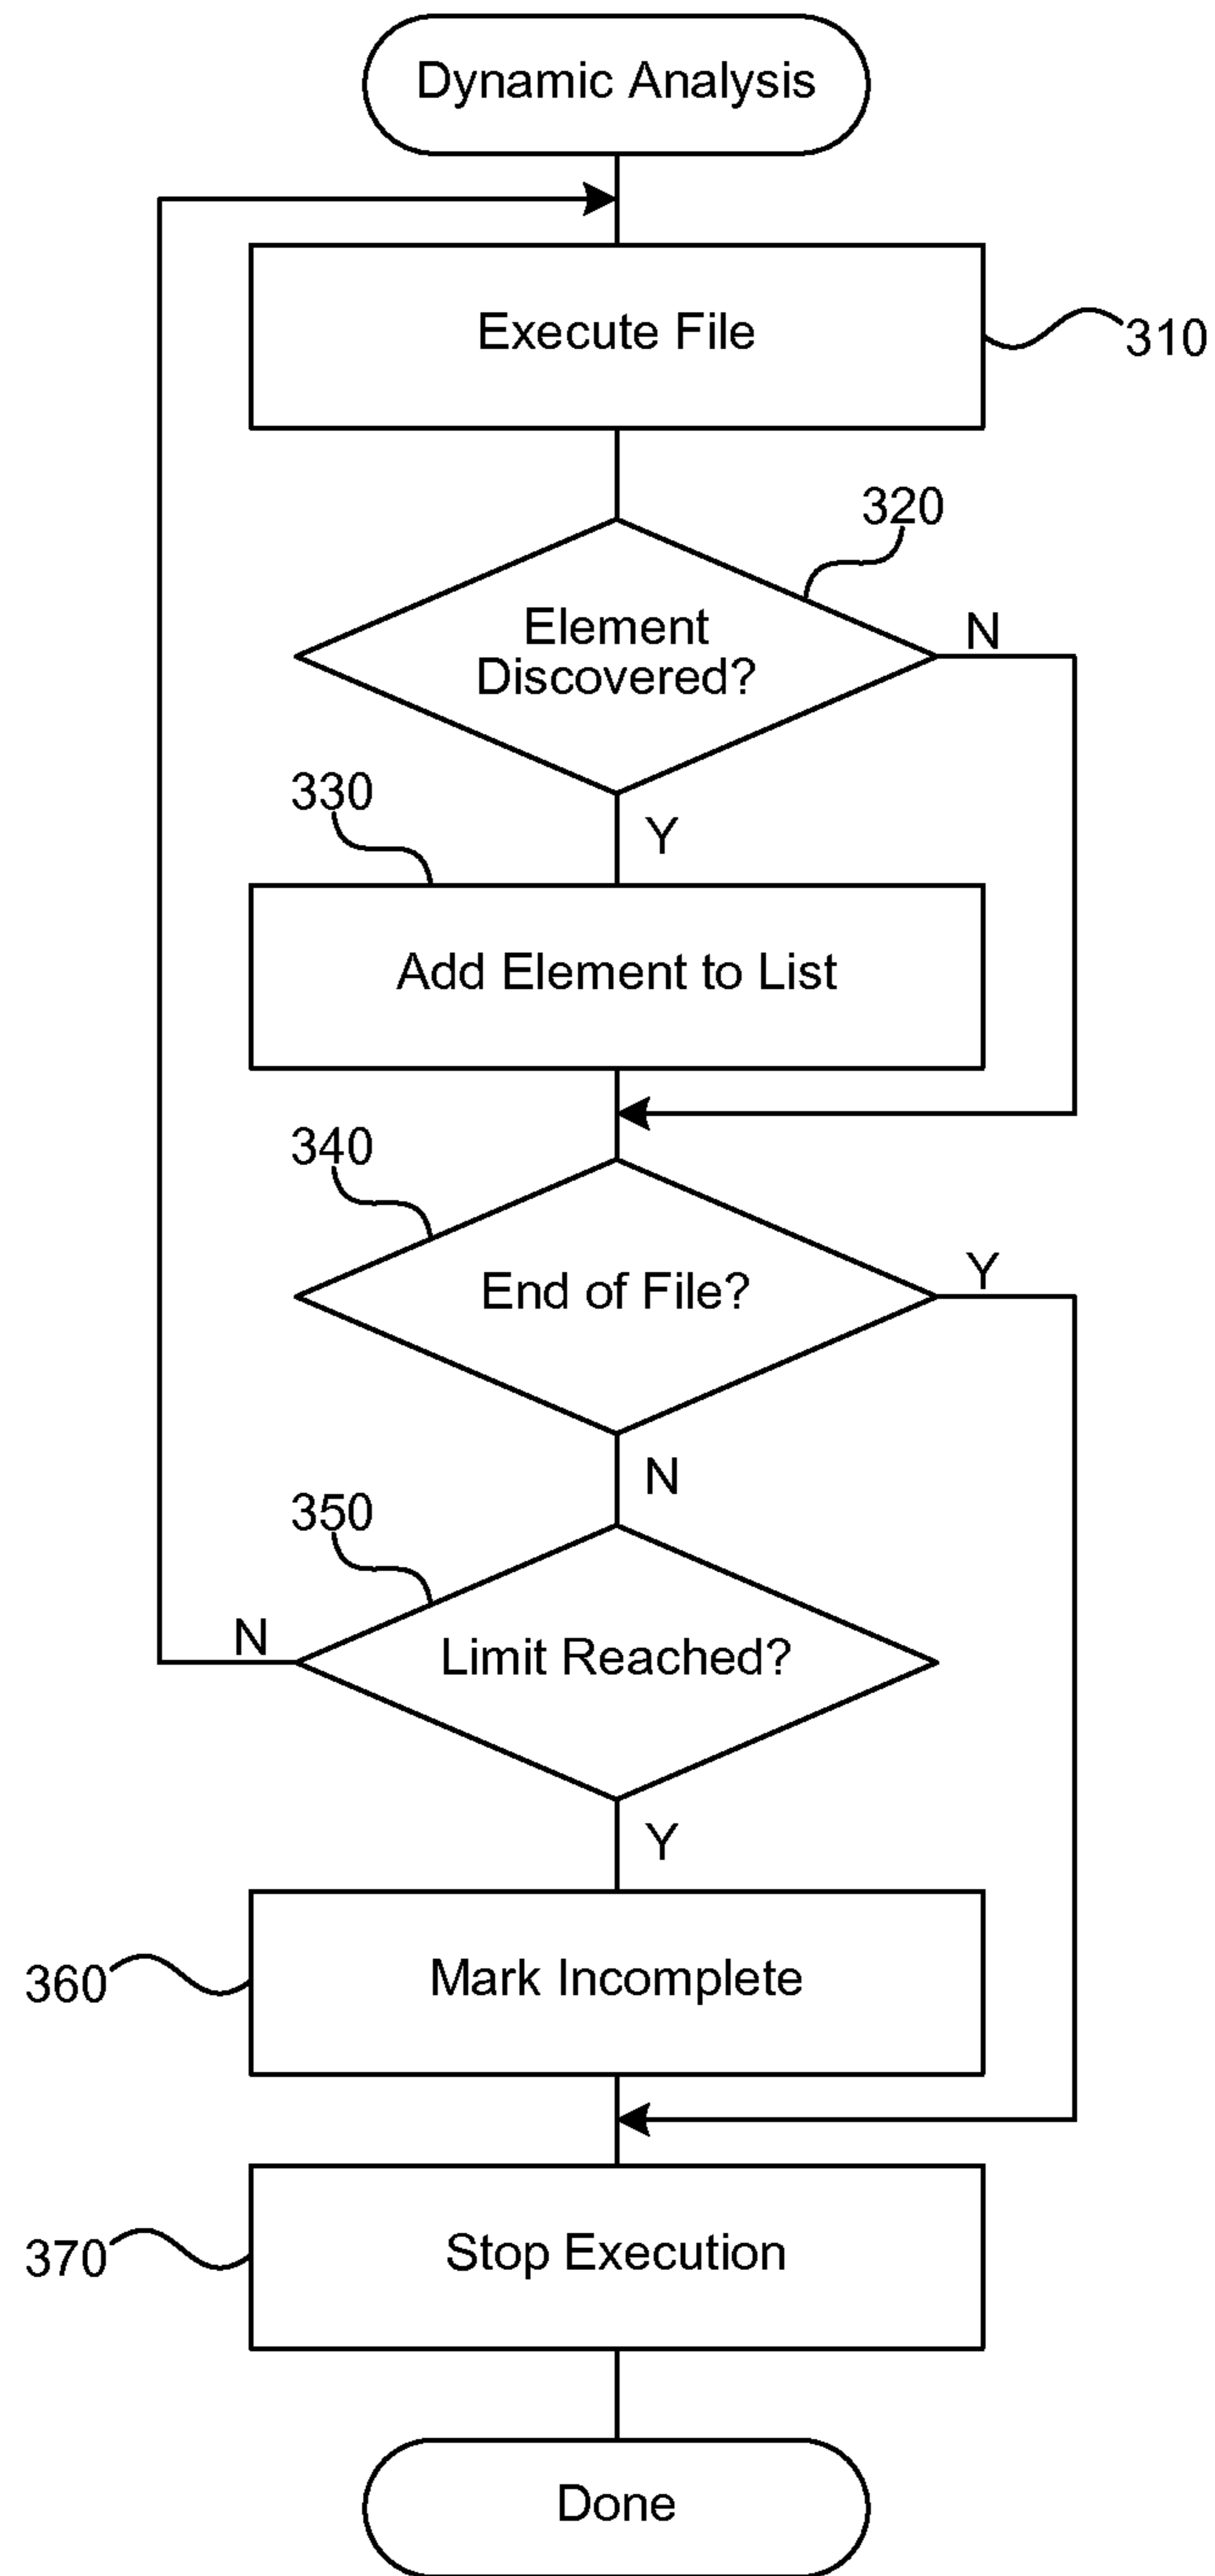 Dynamic Analysis
Execute File
310
320
Element
Discovered?
N
330
Y
Add Element to List
340
End of File?
Y
N
350
N
Limit Reached?
Y
360
Mark Incomplete
370
Stop Execution
Done